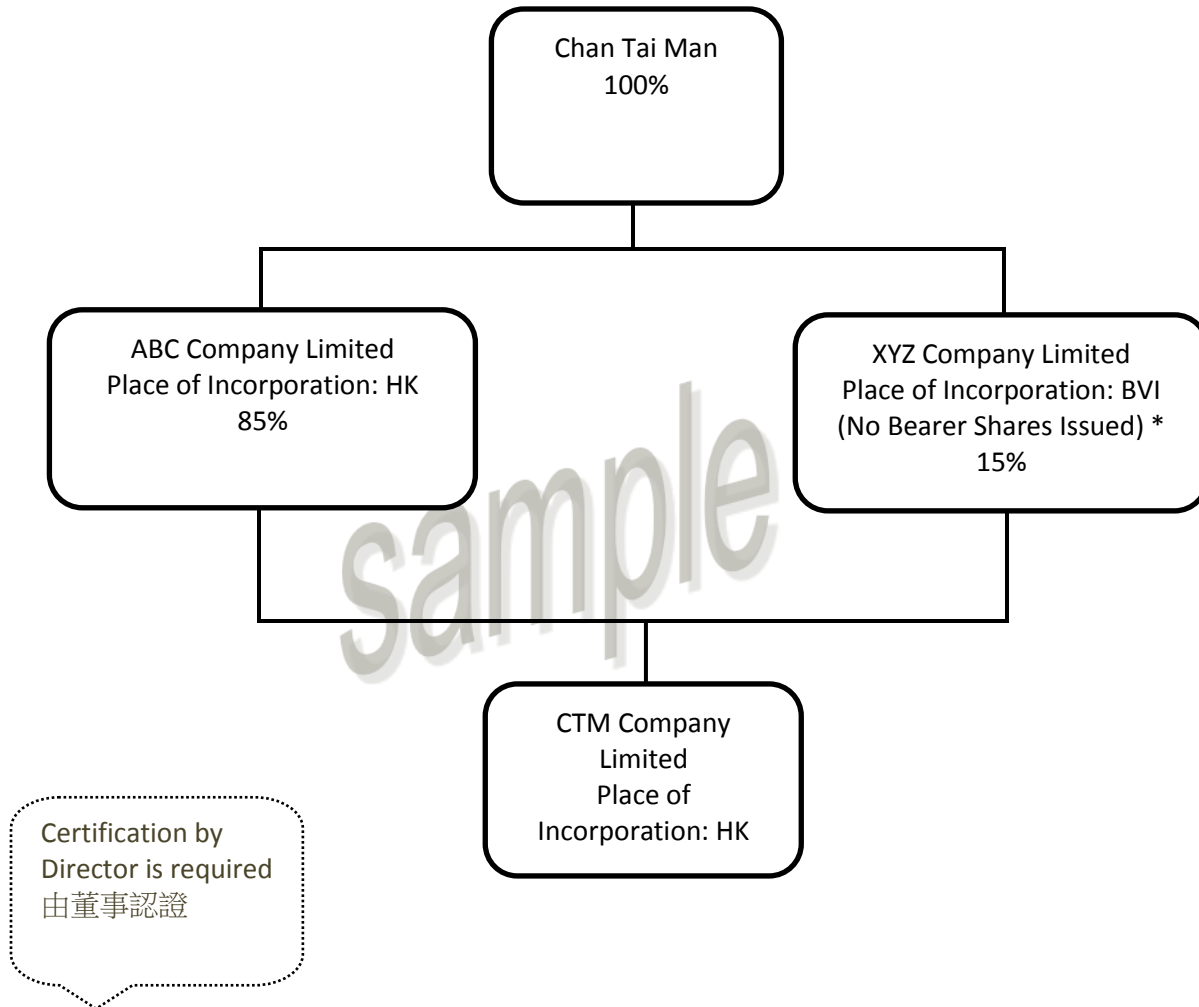 Chan Tai Man
100%
ABC Company Limited
Place of Incorporation: HK
85%
XYZ Company Limited
Place of Incorporation: BVI
(No Bearer Shares Issued) *
15%
sample
CTM Company
Limited
Place of
Incorporation: HK
Certification by
Director is required
由董事認證